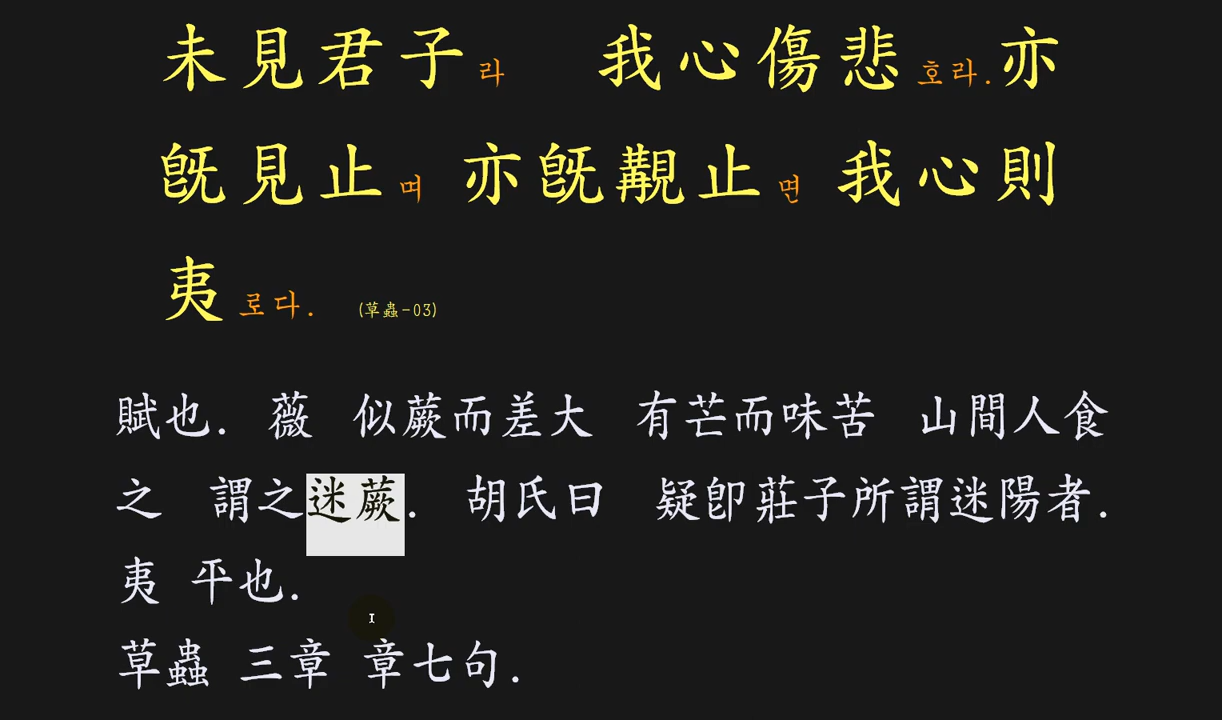 未見君子라 我心傷悲호라.亦
旣見止며 亦旣覯止면 我心則
夷로다. (草蟲-03)
賦也. 薇 似蕨而差大 有芒而味苦 山間人食
之 謂之迷蕨. 胡氏曰 疑卽莊子所謂迷陽者.
夷 平也.
草蟲 三章 章七句.